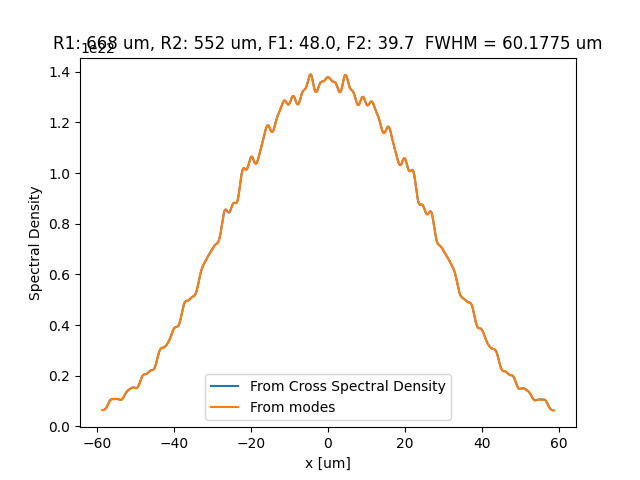 R1: 668 um, R2: 552 um, F1: 48.0, F2: 39.7  FWHM = 60.1775 um
1e22
1.4
1.2
1.0
0.8
0.6
0.4
0.2
0.0
Spectral Density
From Cross Spectral Density
From modes
−60
−40
−20
0
20
40
60
x [um]